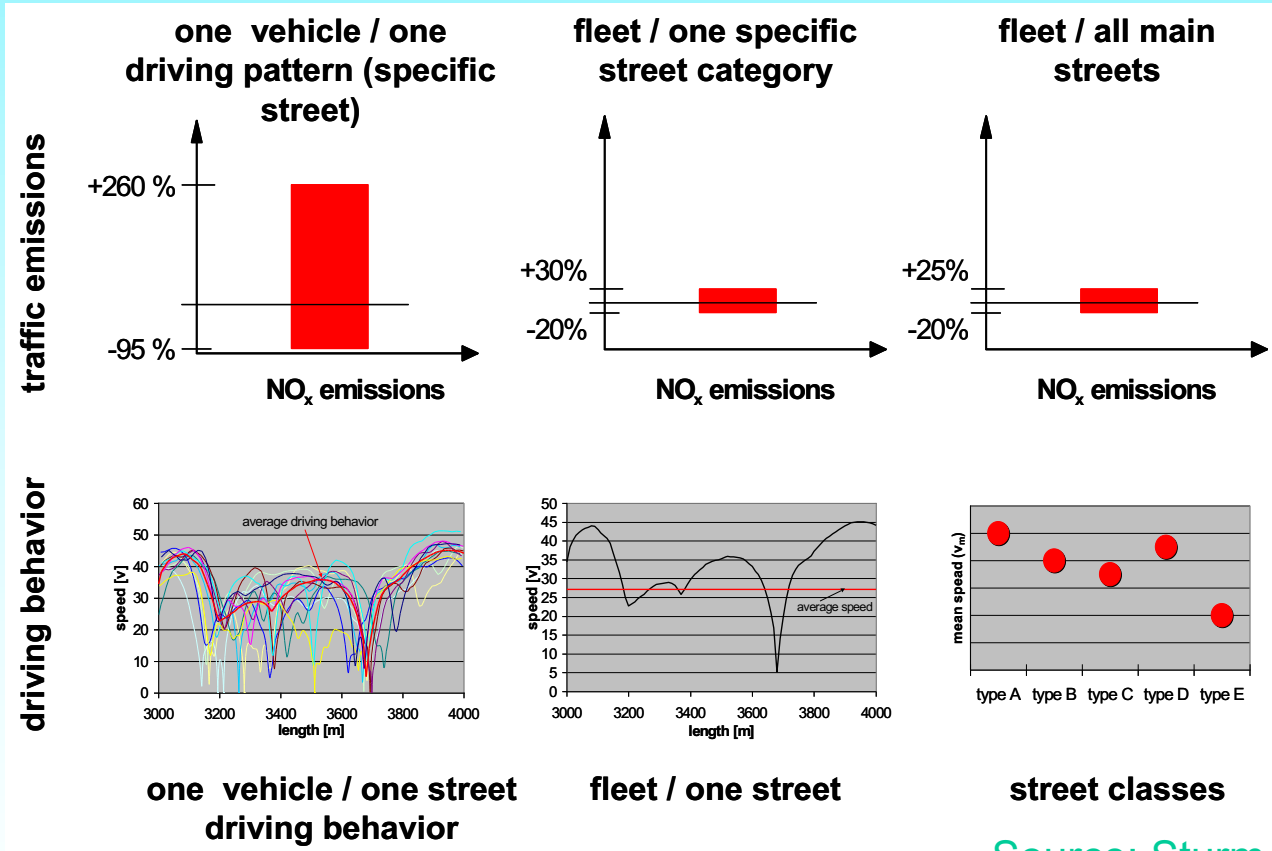 one vehicle / one
driving pattern (specific
street)
fleet / one specific
street category
fleet / all main
streets
traffic emissions
+260 %
-95 %
NOx emissions
+30%
-20%
NOx emissions
+25%
-20%
NOx emissions
driving behavior
60
50
40
30
20
10
0
speed [v]
average driving behavior
3000 3200 3400 3600 3800 4000
length [m]
50
45
40
35
30
25
20
15
10
5
0
speed [v]
average speed
3000 3200 3400 3600 3800 4000
length [m]
mean spead (vm)
type A type B type C type D type E
one vehicle / one street
driving behavior
fleet / one street
street classes
Source: Sturm